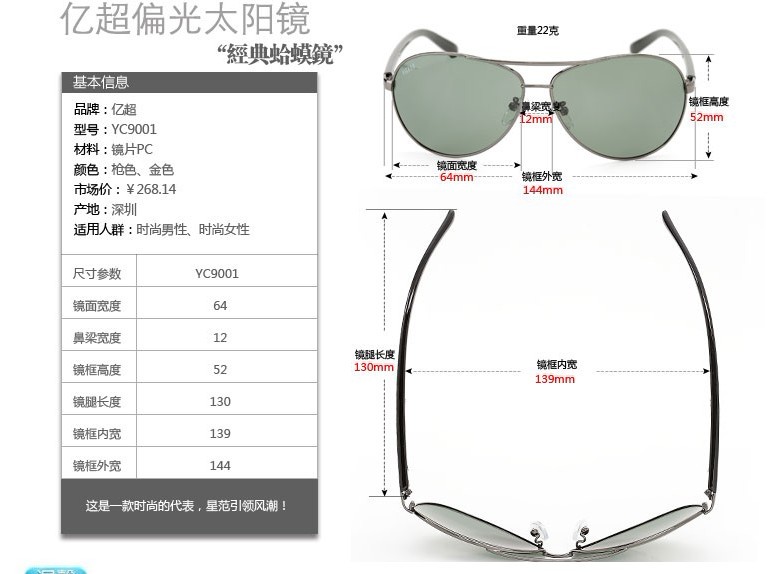 亿超偏光太阳镜
“經典蛤蟆鏡”
基本信息
品牌：亿超
型号：YC9001
材料：镜片PC
颜色：枪色、金色
市场价：￥268.14
产地：深圳
适用人群：时尚男性、时尚女性
尺寸参数 YC9001
镜面宽度 64
鼻梁宽度 12
镜框高度 52
镜腿长度 130
镜框内宽 139
镜框外宽 144
这是一款时尚的代表，星范引领风潮！
重量22克
鼻梁宽度
12mm
镜框高度
52mm
镜面宽度
64mm
镜框外宽
144mm
镜腿长度
130mm
镜框内宽
139mm